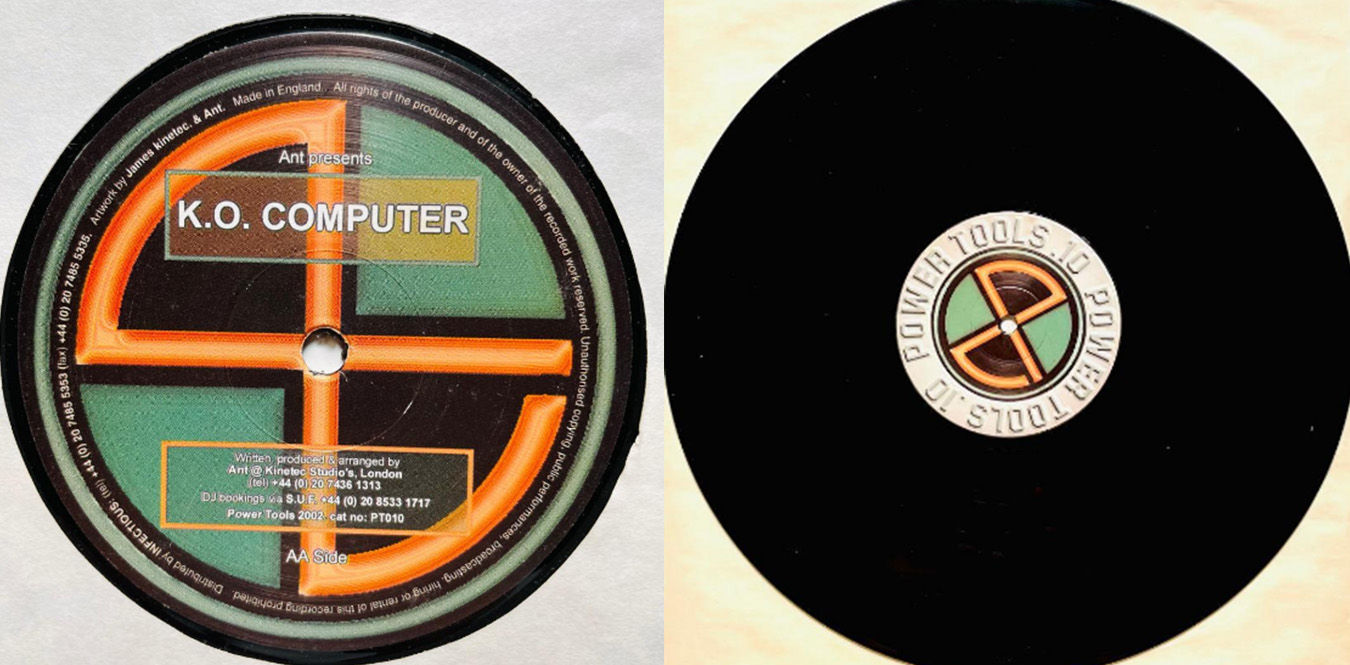 Ant presents
K.O. COMPUTER
Written, produced & arranged by
Ant @ Kinetec Studio's, London
(tel) +44 (0) 20 7436 1313
DJ bookings via S.U.F. +44 (0) 20 8533 1717
Power Tools 2002. cat no: PT010
AA Side
Distributed by INFECTIOUS: (tel) +44 (0) 20 7485 5353 (fax) +44 (0) 20 7485 5335. Artwork by James kinetec. & Ant. Made in England. All rights of the producer and of the owner of the recorded work reserved. Unauthorised copying, public performances, broadcasting, hiring or rental of this recording prohibited.
POWER TOOLS.10 POWER TOOLS.10